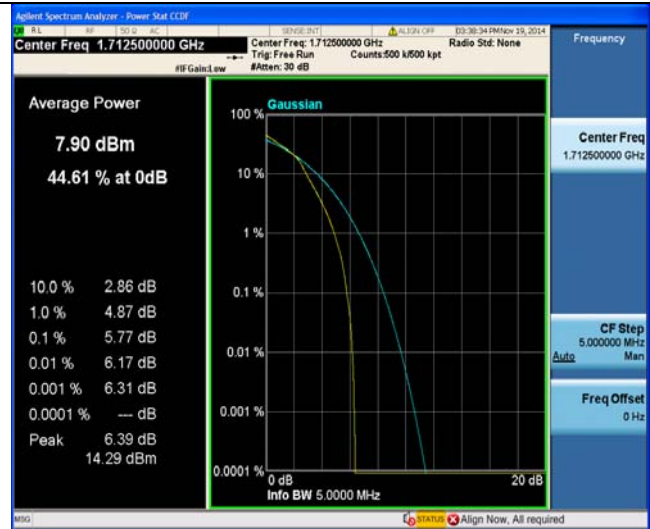 Agilent Spectrum Analyzer - Power Stat CCDF
RL RF 50 Ω AC SENSE:INT ALIGN OFF 03:38:34 PM Nov 19, 2014
Center Freq 1.712500000 GHz
Center Freq: 1.712500000 GHz Radio Std: None
Trig: Free Run Counts:500 k/500 kpt
#IFGain:Low #Atten: 30 dB
Frequency
Average Power
7.90 dBm
44.61 % at 0dB
10.0 % 2.86 dB
1.0 % 4.87 dB
0.1 % 5.77 dB
0.01 % 6.17 dB
0.001 % 6.31 dB
0.0001 % --- dB
Peak 6.39 dB
14.29 dBm
Gaussian
100 %
10 %
1 %
0.1 %
0.01 %
0.001 %
0.0001 %
0 dB 20 dB
Info BW 5.0000 MHz
Center Freq
1.712500000 GHz
CF Step
5.000000 MHz
Auto Man
Freq Offset
0 Hz
MSG STATUS Align Now, All required